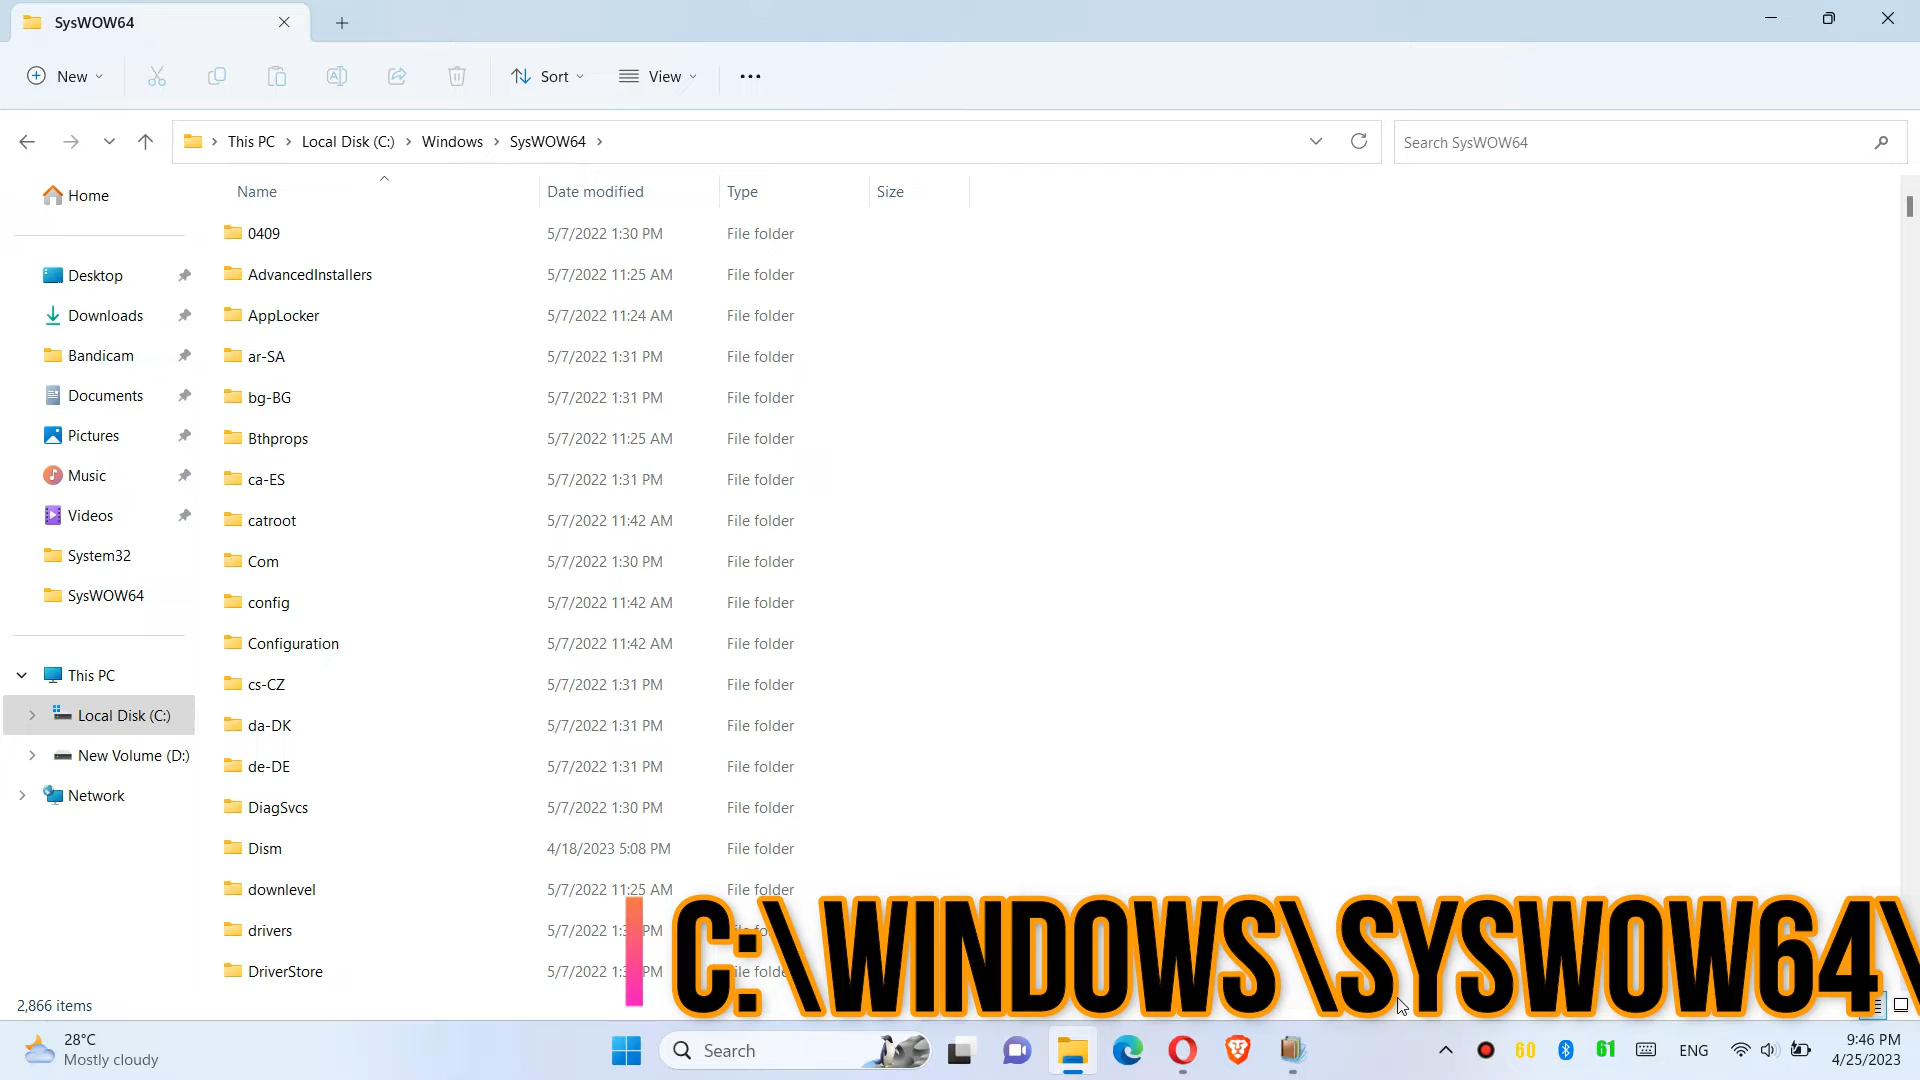 SysWOW64
New
Sort
View
This PC
Local Disk (C:)
Windows
SysWOW64
Search SysWOW64
Home
Desktop
Downloads
Bandicam
Documents
Pictures
Music
Videos
System32
SysWOW64
This PC
Local Disk (C:)
New Volume (D:)
Network
Name Date modified Type Size
0409 5/7/2022 1:30 PM File folder
AdvancedInstallers 5/7/2022 11:25 AM File folder
AppLocker 5/7/2022 11:24 AM File folder
ar-SA 5/7/2022 1:31 PM File folder
bg-BG 5/7/2022 1:31 PM File folder
Bthprops 5/7/2022 11:25 AM File folder
ca-ES 5/7/2022 1:31 PM File folder
catroot 5/7/2022 11:42 AM File folder
Com 5/7/2022 1:30 PM File folder
config 5/7/2022 11:42 AM File folder
Configuration 5/7/2022 11:42 AM File folder
cs-CZ 5/7/2022 1:31 PM File folder
da-DK 5/7/2022 1:31 PM File folder
de-DE 5/7/2022 1:31 PM File folder
DiagSvcs 5/7/2022 1:30 PM File folder
Dism 4/18/2023 5:08 PM File folder
downlevel 5/7/2022 11:25 AM File folder
drivers 5/7/2022 PM
DriverStore 5/7/2022 PM
C:\WINDOWS\SYSWOW64\
2,866 items
28°C
Mostly cloudy
Search
60
61
ENG
9:46 PM
4/25/2023